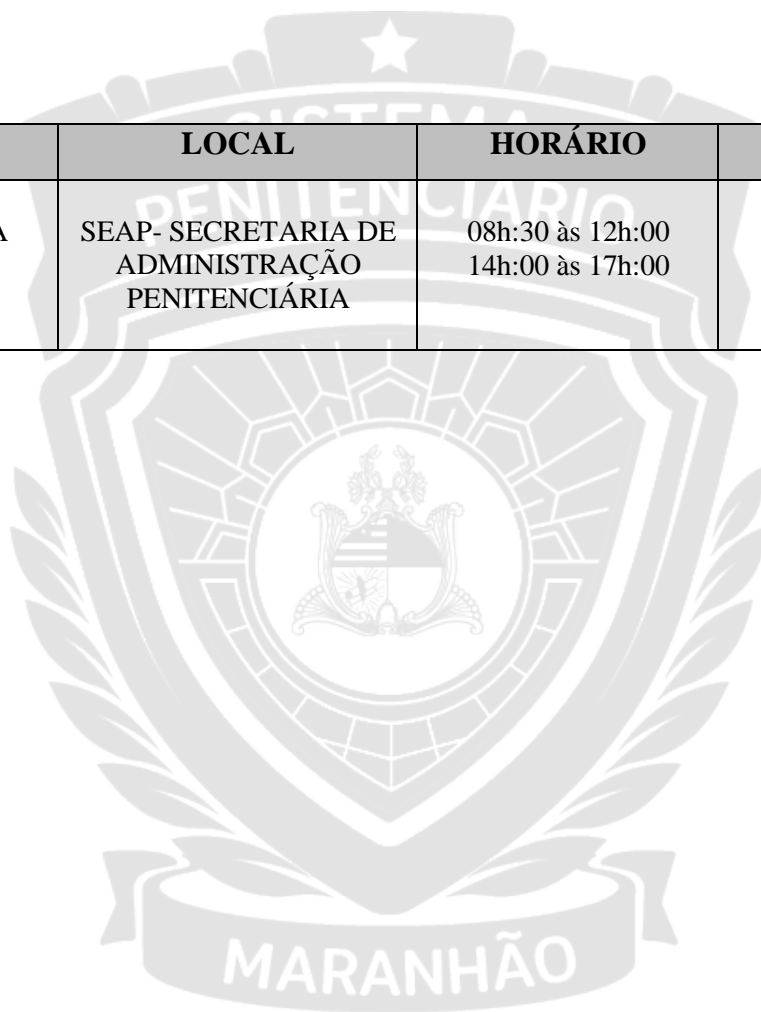 SISTEMA
LOCAL HORÁRIO
PENITENCIÁRIO
A SEAP- SECRETARIA DE 08h:30 às 12h:00
ADMINISTRAÇÃO 14h:00 às 17h:00
PENITENCIÁRIA
MARANHÃO